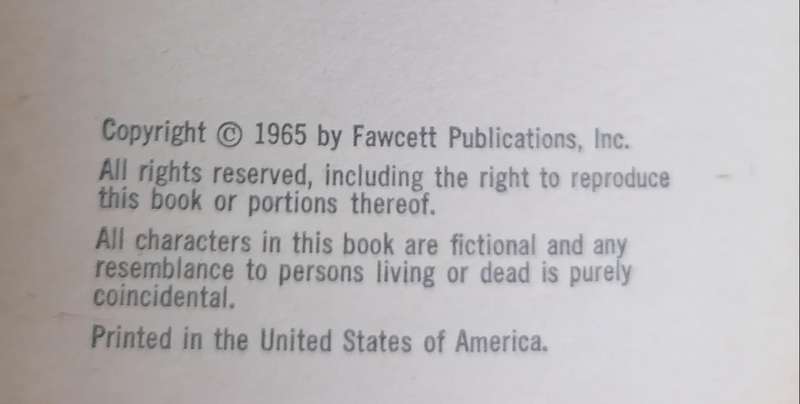 Copyright © 1965 by Fawcett Publications, Inc.
All rights reserved, including the right to reproduce
this book or portions thereof.
All characters in this book are fictional and any
resemblance to persons living or dead is purely
coincidental.
Printed in the United States of America.